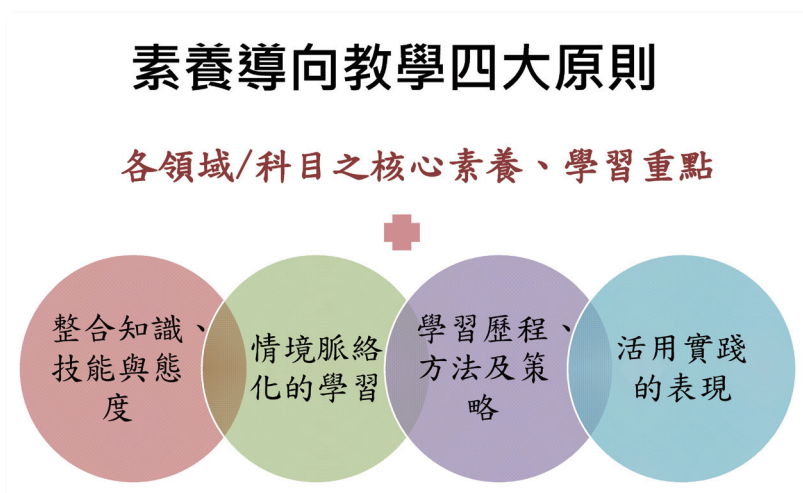 素養導向教學四大原則
各領域/科目之核心素養、學習重點
整合知識、
技能與態
度
情境脈絡
化的學習
學習歷程、
方法及策
略
活用實踐
的表現